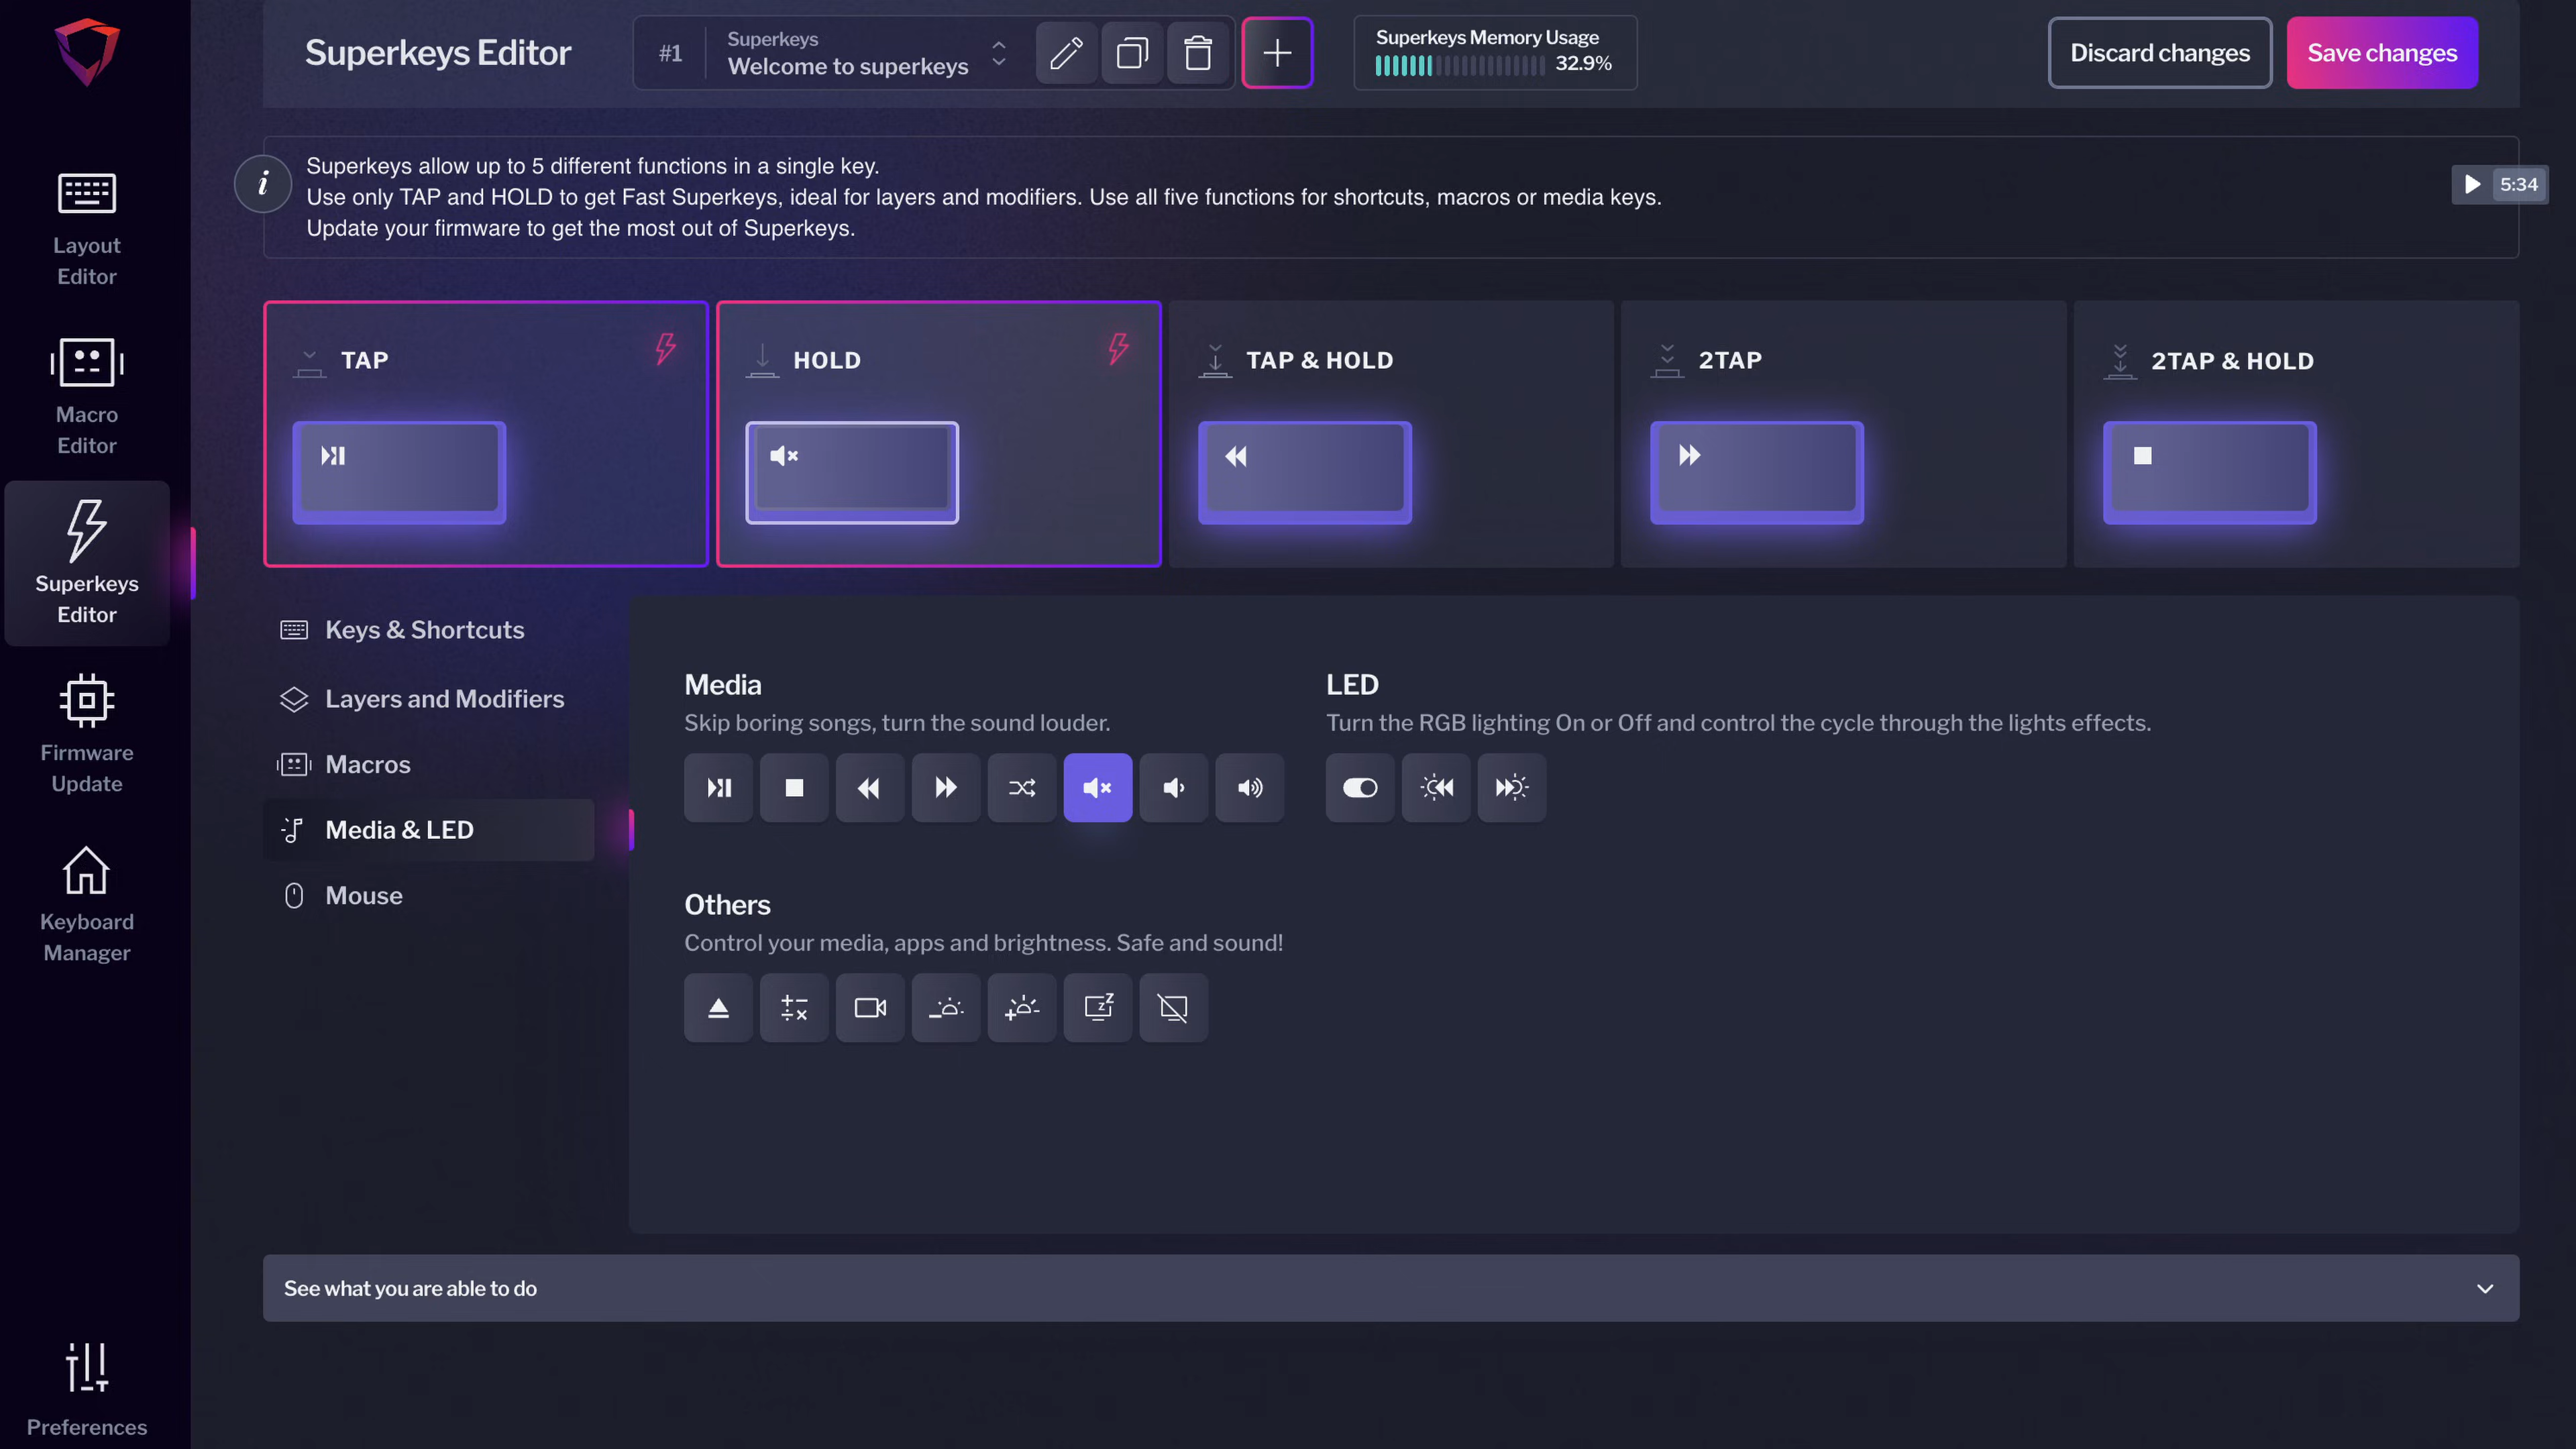 Superkeys Editor
#1
Superkeys
Welcome to superkeys
Superkeys Memory Usage
32.9%
Discard changes
Save changes
Superkeys allow up to 5 different functions in a single key.
Use only TAP and HOLD to get Fast Superkeys, ideal for layers and modifiers. Use all five functions for shortcuts, macros or media keys.
Update your firmware to get the most out of Superkeys.
5:34
Layout
Editor
Macro
Editor
Superkeys
Editor
Firmware
Update
Keyboard
Manager
Preferences
TAP
HOLD
TAP & HOLD
2TAP
2TAP & HOLD
Keys & Shortcuts
Layers and Modifiers
Macros
Media & LED
Mouse
Media
Skip boring songs, turn the sound louder.
LED
Turn the RGB lighting On or Off and control the cycle through the lights effects.
Others
Control your media, apps and brightness. Safe and sound!
See what you are able to do